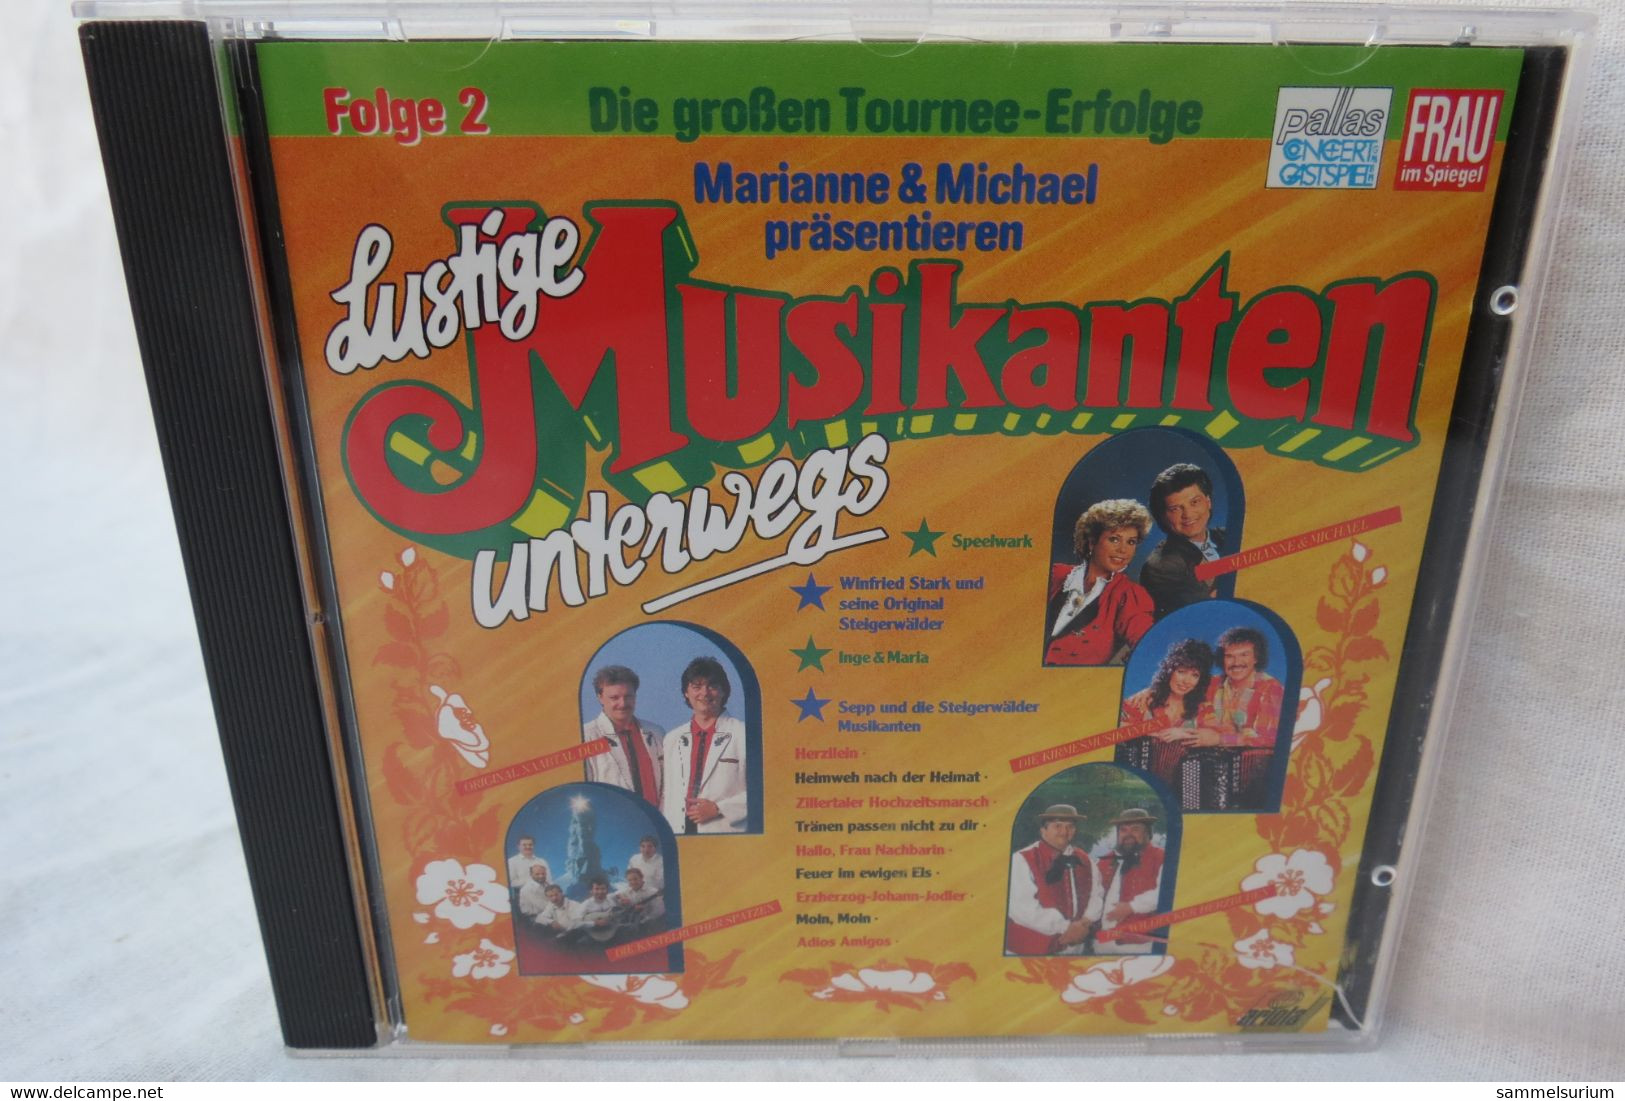 Folge 2
Die großen Tournee-Erfolge
pallas
CONCERT
GASTSPIEL
FRAU
im Spiegel
Marianne & Michael
präsentieren
Lustige
Musikanten
unterwegs
Speelwark
Winfried Stark und
seine Original
Steigerwälder
Inge & Maria
Sepp und die Steigerwälder
Musikanten
MARIANNE & MICHAEL
ORIGINAL NAABTAL DUO
DIE KIRMESMUSIKANTEN
DIE KASTELRUTHER SPATZEN
Herzilein ·
Heimweh nach der Heimat ·
Zillertaler Hochzeitsmarsch ·
Tränen passen nicht zu dir ·
Hallo, Frau Nachbarin ·
Feuer im ewigen Eis ·
Erzherzog-Johann-Jodler ·
Moin, Moin ·
Adios Amigos ·
ariola
delcampe.net
sammelsurium